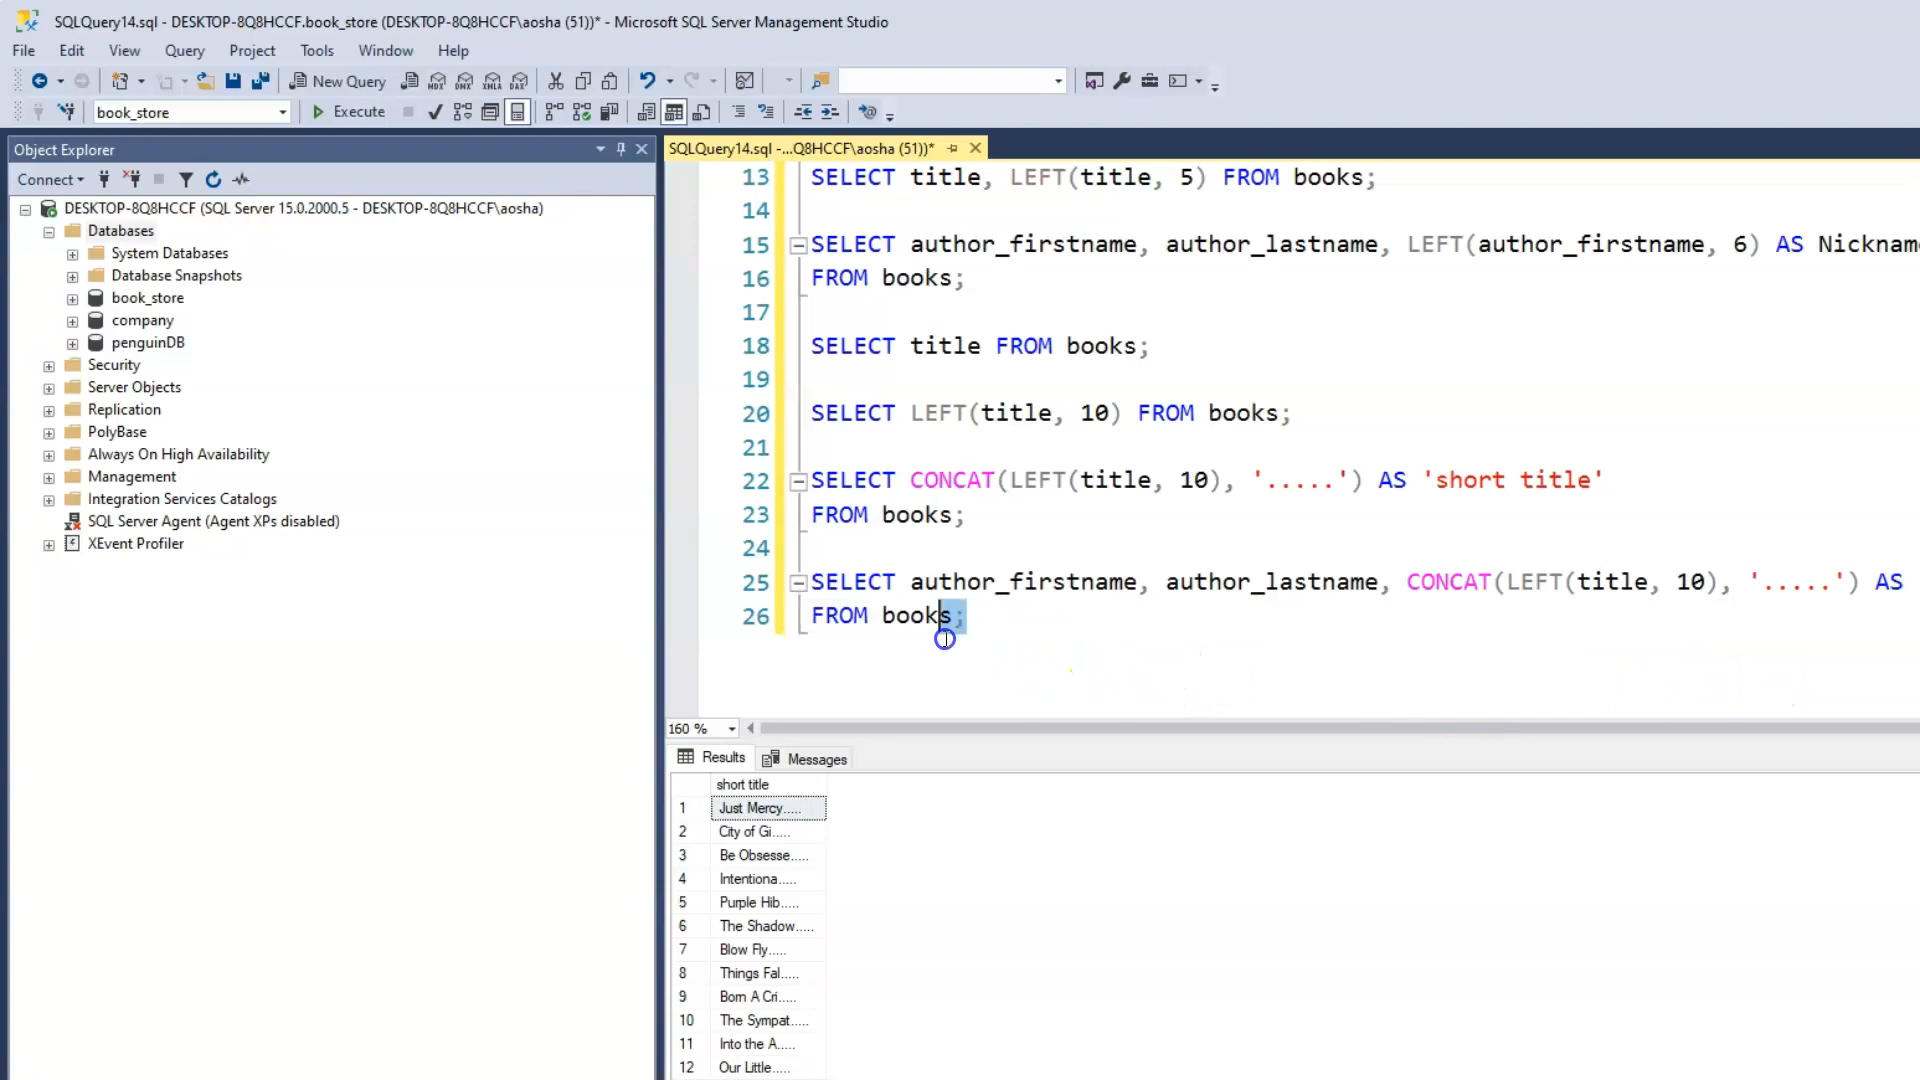 SQLQuery14.sql - DESKTOP-8Q8HCCF.book_store (DESKTOP-8Q8HCCF\aosha (51))* - Microsoft SQL Server Management Studio
File Edit View Query Project Tools Window Help
New Query MDX DMX XMLA DAX
book_store Execute
Object Explorer
Connect
DESKTOP-8Q8HCCF (SQL Server 15.0.2000.5 - DESKTOP-8Q8HCCF\aosha)
Databases
System Databases
Database Snapshots
book_store
company
penguinDB
Security
Server Objects
Replication
PolyBase
Always On High Availability
Management
Integration Services Catalogs
SQL Server Agent (Agent XPs disabled)
XEvent Profiler
SQLQuery14.sql -...Q8HCCF\aosha (51))*
13 SELECT title, LEFT(title, 5) FROM books;
14
15 SELECT author_firstname, author_lastname, LEFT(author_firstname, 6) AS Nicknam
16 FROM books;
17
18 SELECT title FROM books;
19
20 SELECT LEFT(title, 10) FROM books;
21
22 SELECT CONCAT(LEFT(title, 10), '.....') AS 'short title'
23 FROM books;
24
25 SELECT author_firstname, author_lastname, CONCAT(LEFT(title, 10), '.....') AS
26 FROM books;
160 %
Results Messages
short title
1 Just Mercy.....
2 City of Gi.....
3 Be Obsesse.....
4 Intentiona.....
5 Purple Hib.....
6 The Shadow.....
7 Blow Fly.....
8 Things Fal.....
9 Born A Cri.....
10 The Sympat.....
11 Into the A.....
12 Our Little.....